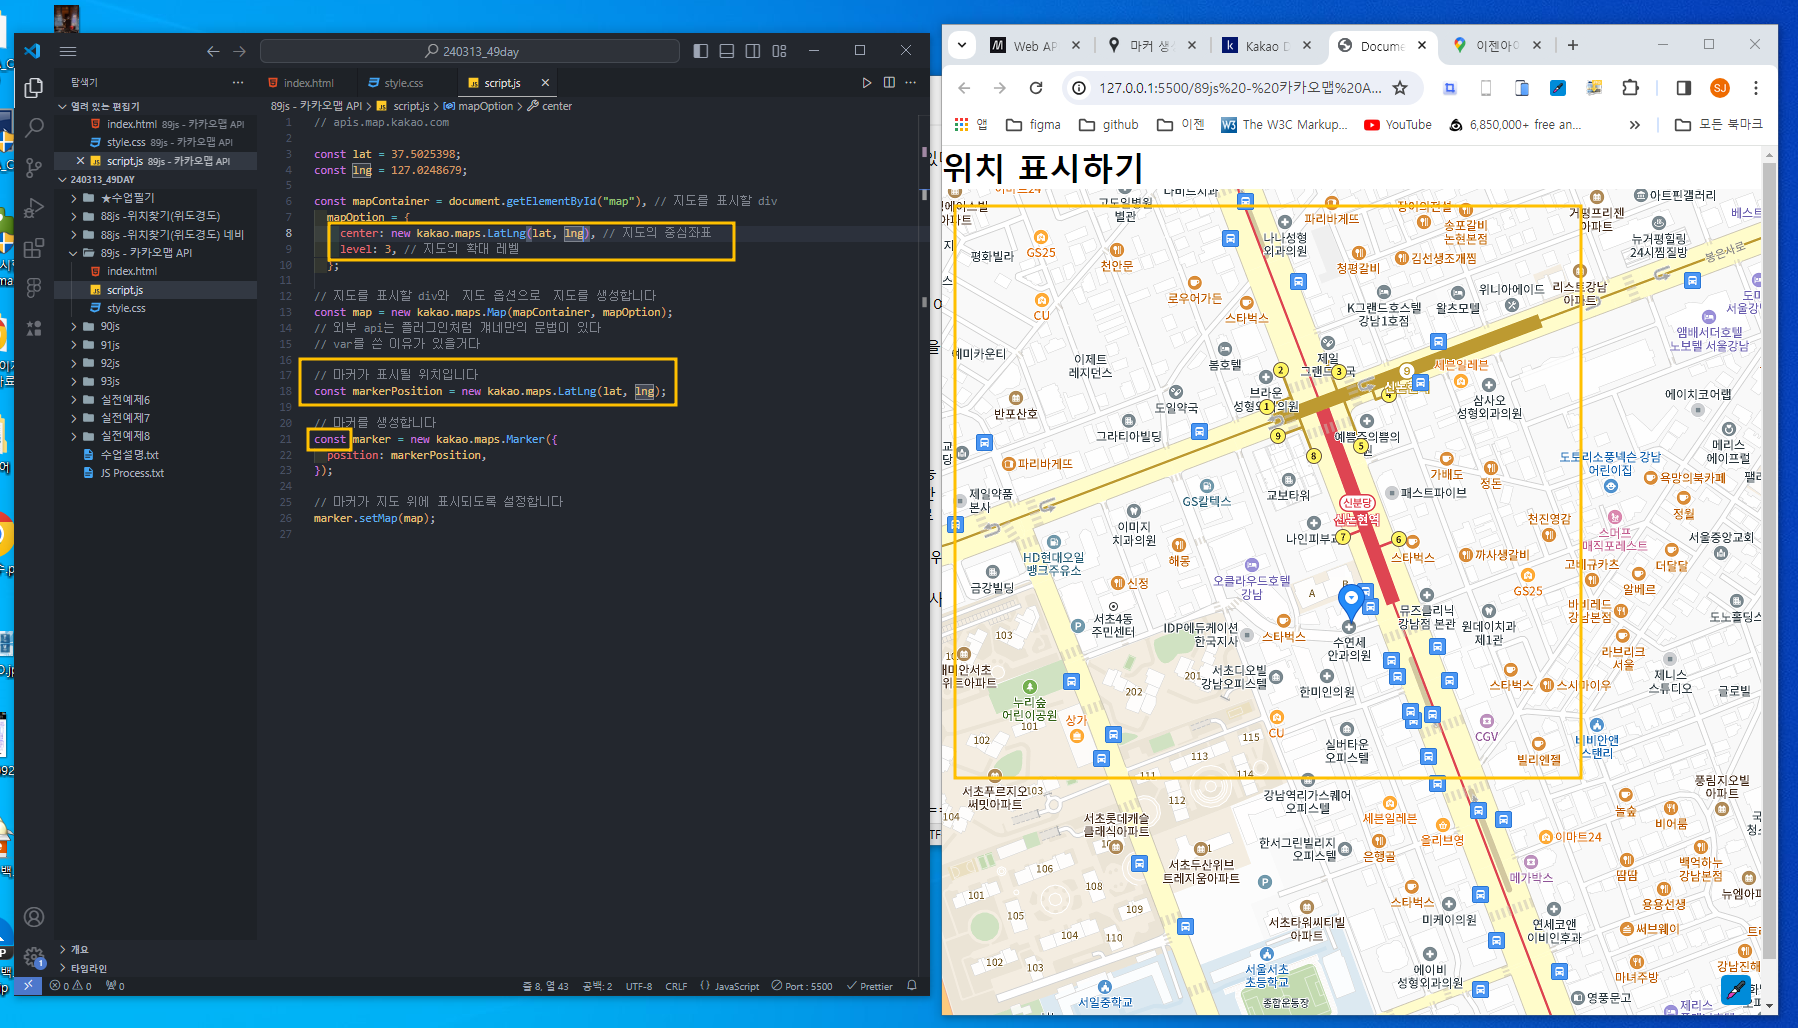 240313_49day
탐색기
열려 있는 편집기
index.html 89js - 카카오맵 API
style.css 89js - 카카오맵 API
script.js 89js - 카카오맵 API
240313_49DAY
★수업필기
88js -위치찾기(위도경도)
88js -위치찾기(위도경도) 네비
89js - 카카오맵 API
index.html
script.js
style.css
90js
91js
92js
93js
실전예제6
실전예제7
실전예제8
수업설명.txt
JS Process.txt
개요
타임라인
index.html
style.css
script.js
89js - 카카오맵 API > script.js > mapOption > center
1 // apis.map.kakao.com
2
3 const lat = 37.5025398;
4 const lng = 127.0248679;
5
6 const mapContainer = document.getElementById("map"), // 지도를 표시할 div
7 mapOption = {
8 center: new kakao.maps.LatLng(lat, lng), // 지도의 중심좌표
9 level: 3, // 지도의 확대 레벨
10 };
11
12 // 지도를 표시할 div와 지도 옵션으로 지도를 생성합니다
13 const map = new kakao.maps.Map(mapContainer, mapOption);
14 // 외부 api는 플러그인처럼 걔네만의 문법이 있다
15 // var를 쓴 이유가 있을거다
16
17 // 마커가 표시될 위치입니다
18 const markerPosition = new kakao.maps.LatLng(lat, lng);
19
20 // 마커를 생성합니다
21 const marker = new kakao.maps.Marker({
22 position: markerPosition,
23 });
24
25 // 마커가 지도 위에 표시되도록 설정합니다
26 marker.setMap(map);
27
0 0 0
줄 8, 열 43
공백: 2
UTF-8
CRLF
JavaScript
Port : 5500
Prettier
Web AP
마커 생
Kakao D
Docume
이젠아이
127.0.0.1:5500/89js%20-%20카카오맵%20A...
SJ
앱
figma
github
이젠
The W3C Markup...
YouTube
6,850,000+ free an...
모든 북마크
위치 표시하기
아트핀갤러리
고도일병원
별관
파리바게뜨
송포갈비
논현본점
거평프리젠
아파트
뉴거평힐링
24시찜질방
봉은사로
평화빌라
GS25
천안문
나나성형
외과의원
청평갈비
김선생조개찜
CU
로우어가든
스타벅스
K그랜드호스텔
강남1호점
왈츠모텔
위니아에이드
리스트강남
아파트
앰배서더호텔
노보텔 서울강남
예미카운티
이제트
레지던스
봄호텔
제일
세븐일레븐
반포산호
도일약국
브라운
성형외과의원
삼사오
성형외과의원
에이치코어랩
그라티아빌딩
예쁨주의쁨의
원
메리스
에이프럴
파리바게뜨
GS칼텍스
교보타워
가배도
정돈
도토리소풍넥슨 강남
어린이집
욕망의북카페
제일약품
본사
이미지
치과의원
신분당
신논현역
패스트파이브
천진영감
정월
스머프
매직포레스트
서울중앙교회
HD현대오일
뱅크주유소
해몽
나인피부과
스타벅스
까사생갈비
고베규카츠
더달달
금강빌딩
신정
오클라우드호텔
강남
A
GS25
알베르
서초4동
주민센터
IDP에듀케이션
한국지사
스타벅스
수연세
안과의원
뮤즈클리닉
강남점 본관
원데이치과
제1관
바비레드
강남본점
도노홀딩스
라브리크
서울
103
래미안서초
202
201
서초디오빌
강남오피스텔
한미인의원
스타벅스
스시마이우
제니스
스튜디오
글로빌
누리숲
어린이공원
101
상가
CU
실버타운
오피스텔
CGV
빌리엔젤
비비안앤
스탠리
102
115
113
114
서초푸르지오
써밋아파트
103
112
111
강남역리가스퀘어
오피스텔
풍림지오빌
아파트
104
서초롯데캐슬
클래식아파트
세븐일레븐
올리브영
이마트24
놀숲
비어룸
한서그린빌리지
오피스텔
은행골
서초두산위브
트레지움아파트
메가박스
땀땀
백억하누
강남본점
106
101
108
105
109
스타벅스
용용선생
서초타워씨티빌
아파트
미케이의원
연세코앤
이비인후과
써브웨이
104
110
102
103
서울서초
초등학교
에이비
성형외과의원
마녀주방
강남진해
서일중학교
종합운동장
영풍문고
제리스